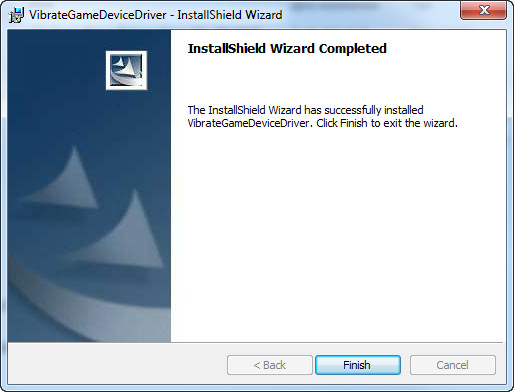 VibrateGameDeviceDriver - InstallShield Wizard
InstallShield Wizard Completed
The InstallShield Wizard has successfully installed
VibrateGameDeviceDriver. Click Finish to exit the wizard.
< Back
Finish
Cancel